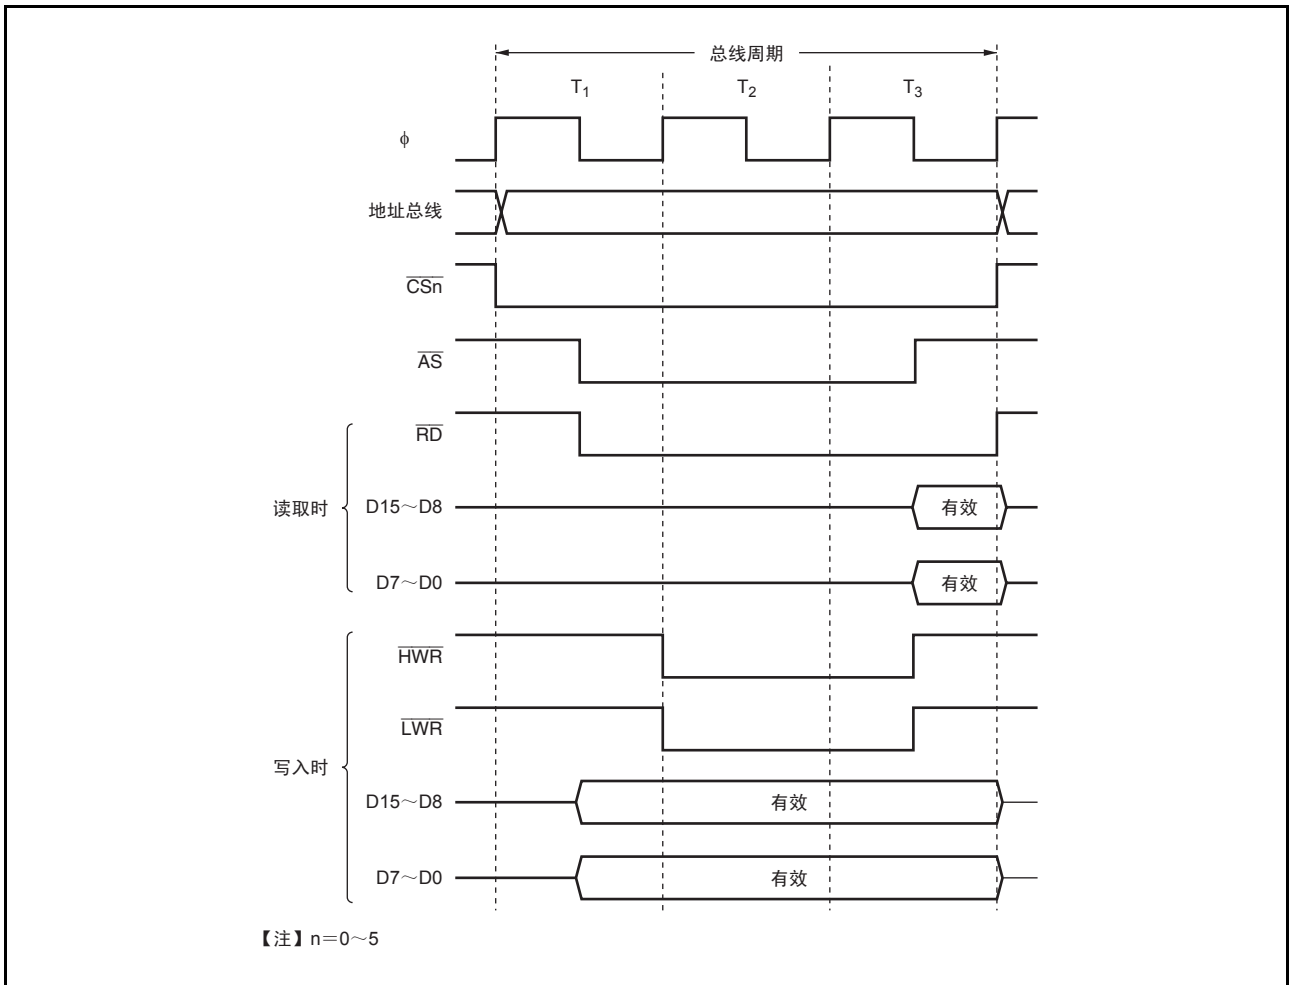 总线周期
T1 T2 T3
ϕ
地址总线
CSn
AS
RD
读取时
D15～D8 有效
D7～D0 有效
HWR
LWR
写入时
D15～D8 有效
D7～D0 有效
【注】n＝0～5